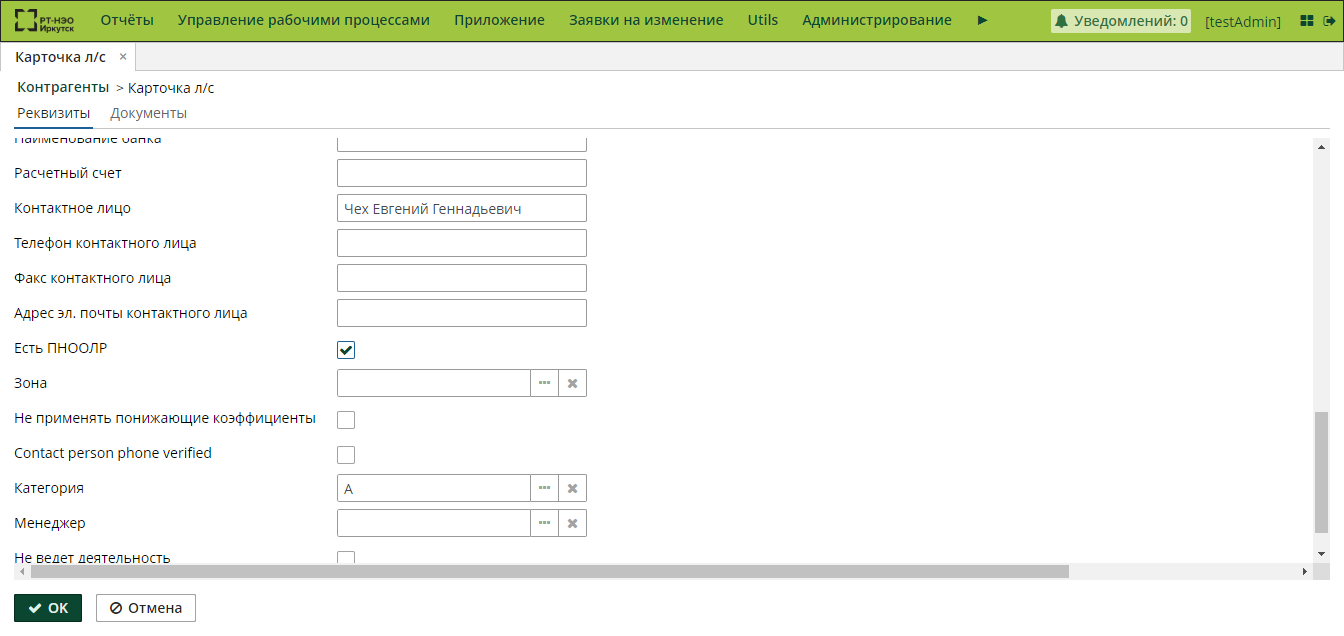 РТ-НЭО
Иркутск
Отчёты Управление рабочими процессами Приложение Заявки на изменение Utils Администрирование Уведомлений: 0 [testAdmin]
Карточка л/с ×
Контрагенты > Карточка л/с
Реквизиты Документы
Наименование банка
Расчетный счет
Контактное лицо Чех Евгений Геннадьевич
Телефон контактного лица
Факс контактного лица
Адрес эл. почты контактного лица
Есть ПНООЛР
Зона
Не применять понижающие коэффициенты
Contact person phone verified
Категория А
Менеджер
Не ведет деятельность
OK Отмена